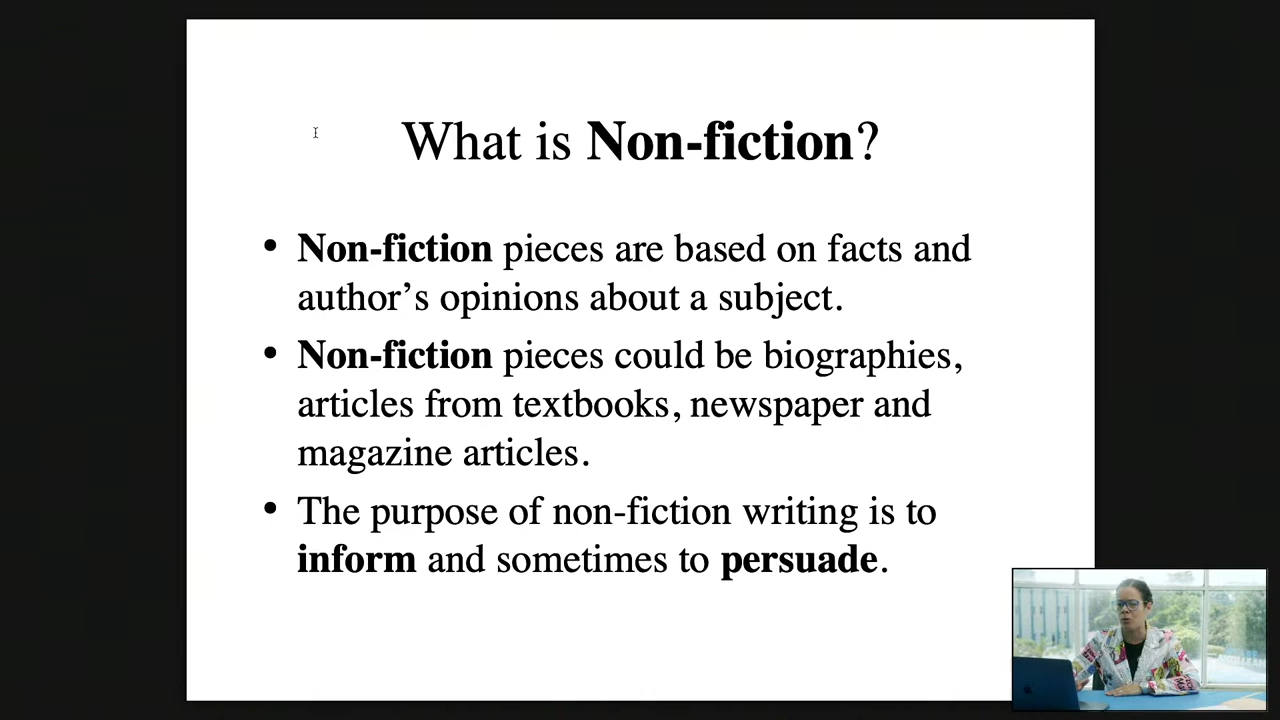 What is Non-fiction?
• Non-fiction pieces are based on facts and
author’s opinions about a subject.
• Non-fiction pieces could be biographies,
articles from textbooks, newspaper and
magazine articles.
• The purpose of non-fiction writing is to
inform and sometimes to persuade.